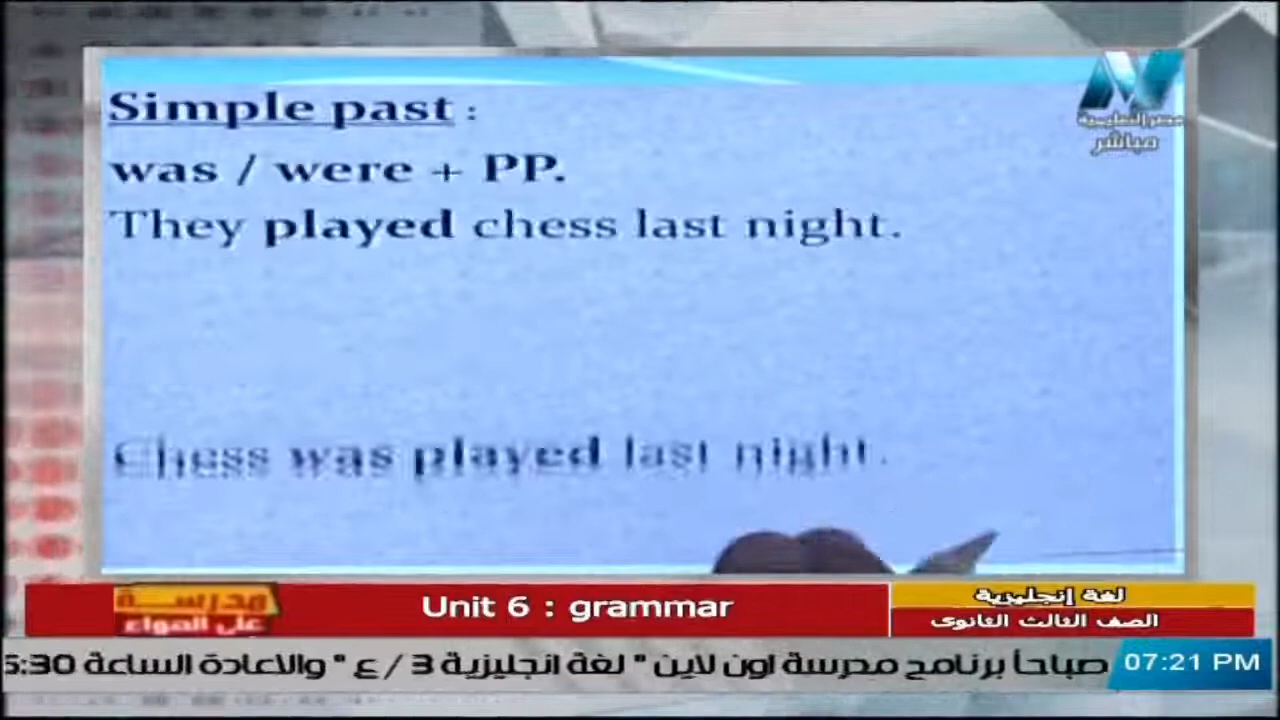 Simple past :
was / were + PP.
They played chess last night.
Chess was played last night.
مصر التعليمية
مباشر
مدرسة
على الهواء
Unit 6 : grammar
لغة إنجليزية
الصف الثالث الثانوى
صباحاً برنامج مدرسة اون لاين " لغة انجليزية 3 / ع " والاعادة الساعة 5:30
07:21 PM